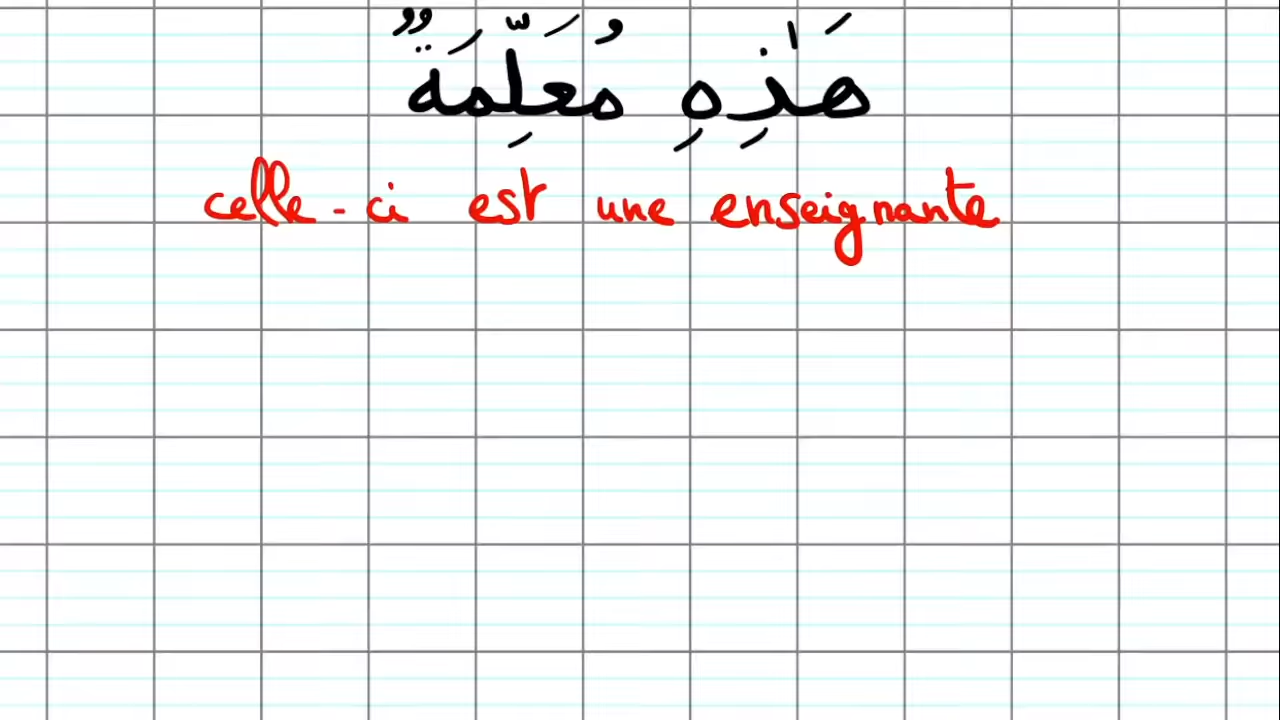 هَٰذِهِ مُعَلِّمَةٌ
celle-ci est une enseignante